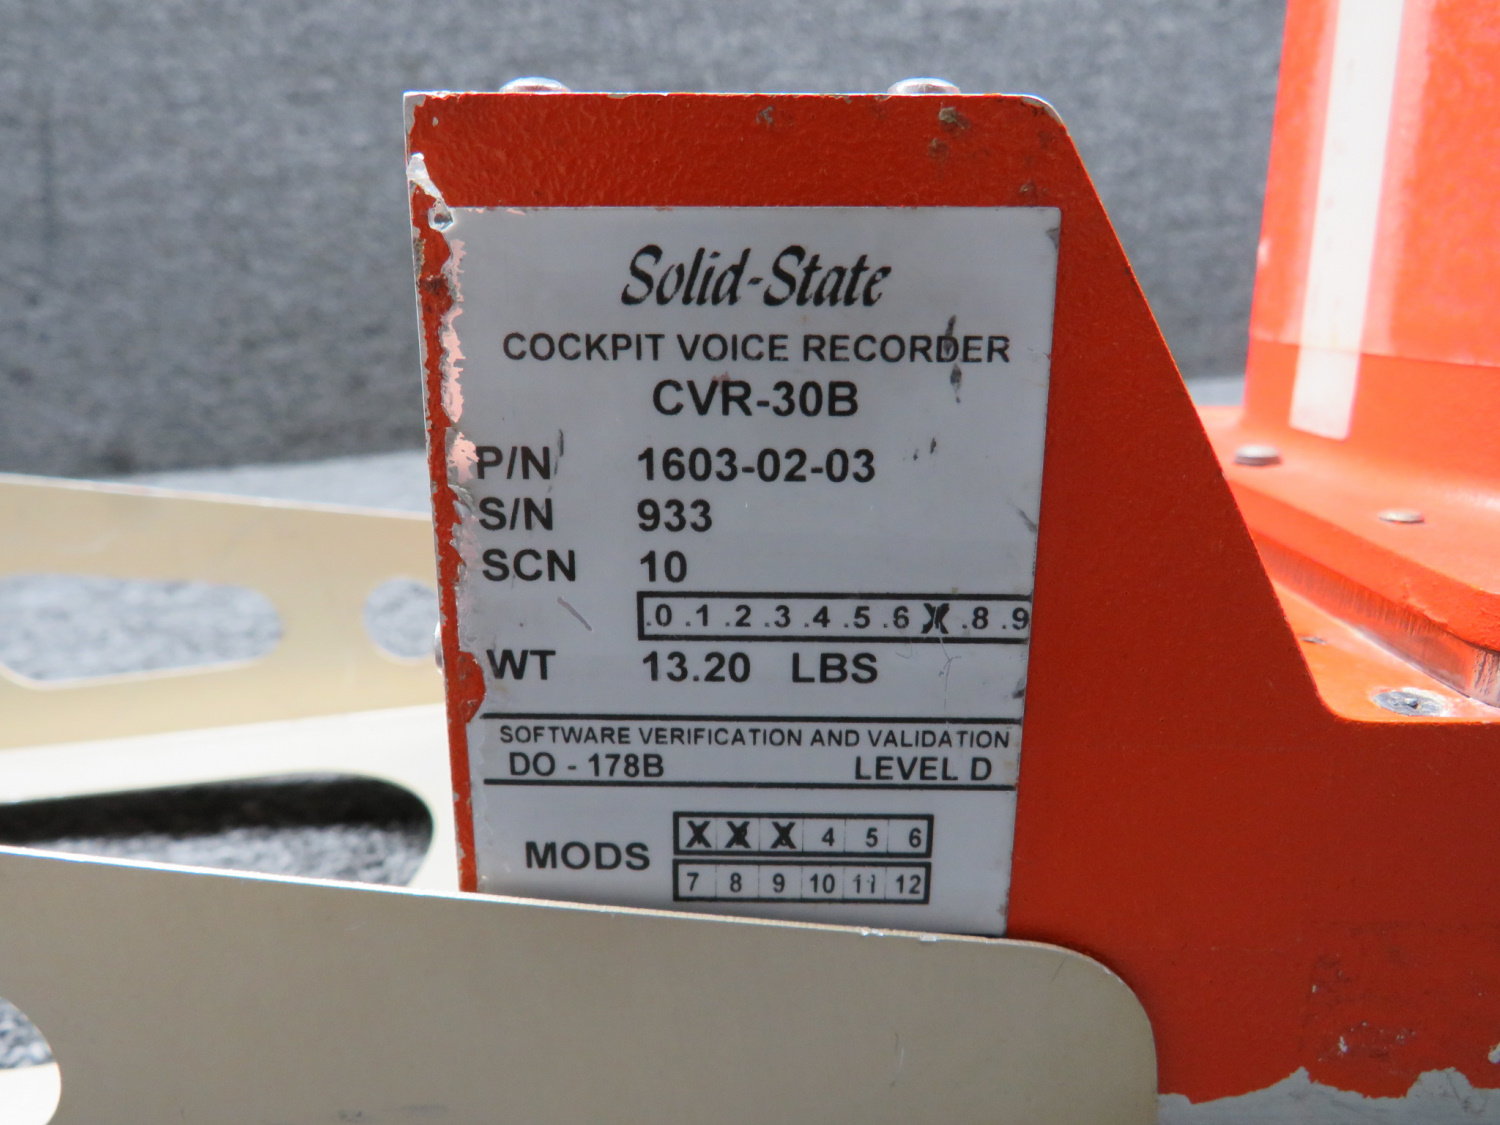 Solid-State
COCKPIT VOICE RECORDER
CVR-30B
P/N 1603-02-03
S/N 933
SCN 10
.0 .1 .2 .3 .4 .5 .6 X .8 .9
WT 13.20 LBS
SOFTWARE VERIFICATION AND VALIDATION
DO - 178B LEVEL D
MODS
X X X 4 5 6
7 8 9 10 11 12